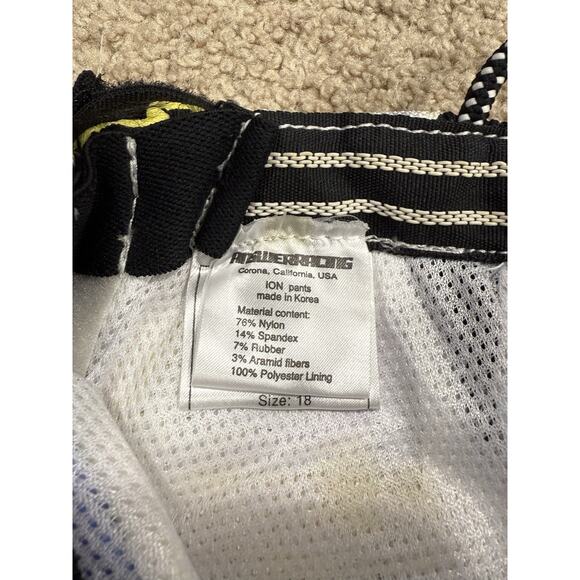 ANSWERRACING
Corona, California, USA
ION pants
made in Korea
Material content:
76% Nylon
14% Spandex
7% Rubber
3% Aramid fibers
100% Polyester Lining
Size: 18